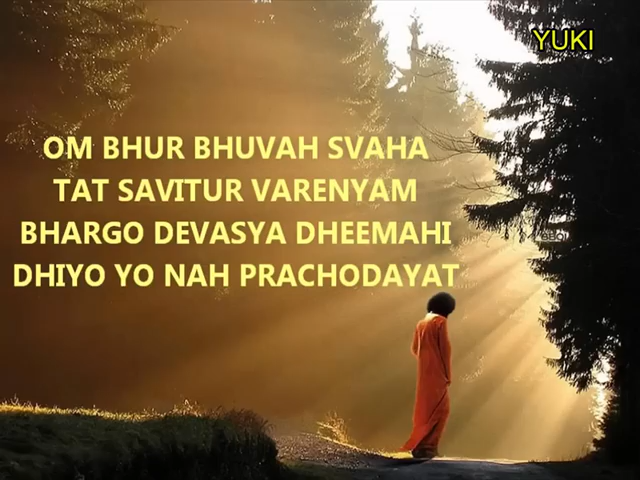 YUKI
OM BHUR BHUVAH SVAHA
TAT SAVITUR VARENYAM
BHARGO DEVASYA DHEEMAHI
DHIYO YO NAH PRACHODAYAT